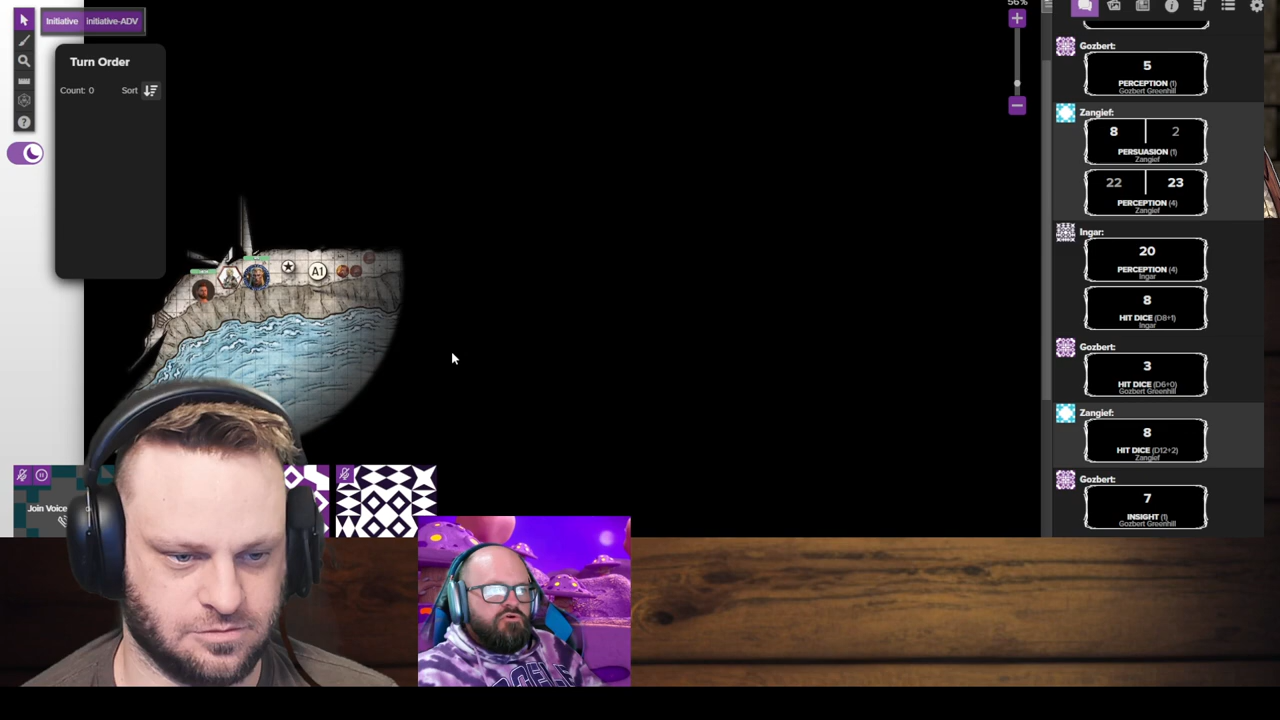 Initiative initiative-ADV
Turn Order
Count: 0 Sort
A1
56%
Join Voice
Gozbert:
5
PERCEPTION (1)
Gozbert Greenhill
Zangief:
8 2
PERSUASION (1)
Zangief
22 23
PERCEPTION (4)
Zangief
Ingar:
20
PERCEPTION (4)
Ingar
8
HIT DICE (D8+1)
Ingar
Gozbert:
3
HIT DICE (D6+0)
Gozbert Greenhill
Zangief:
8
HIT DICE (D12+2)
Zangief
Gozbert:
7
INSIGHT (1)
Gozbert Greenhill